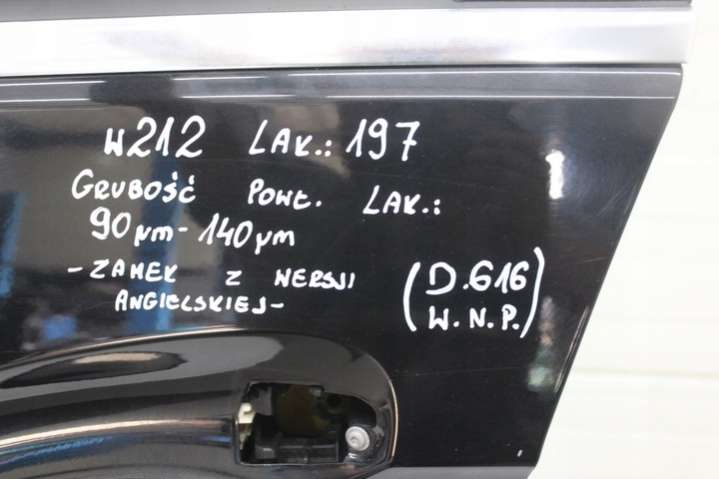 W212 LAK.: 197
GRUBOŚĆ POWŁ. LAK.:
90µm-140µm
-ZAMEK Z WERSJI
ANGIELSKIEJ-
(D.616
W.N.P.)